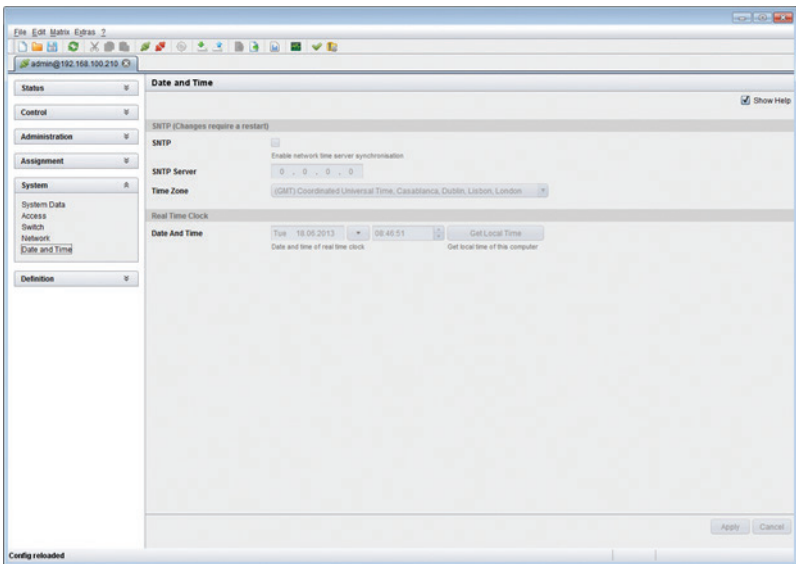 File Edit Matrix Extras ?
admin@192.168.100.210
Status
Control
Administration
Assignment
System
System Data
Access
Switch
Network
Date and Time
Definition
Date and Time
Show Help
SNTP (Changes require a restart)
SNTP
Enable network time server synchronisation
SNTP Server 0 . 0 . 0 . 0
Time Zone (GMT) Coordinated Universal Time, Casablanca, Dublin, Lisbon, London
Real Time Clock
Date And Time Tue 18.06.2013 08:46:51 Get Local Time
Date and time of real time clock Get local time of this computer
Apply Cancel
Config reloaded